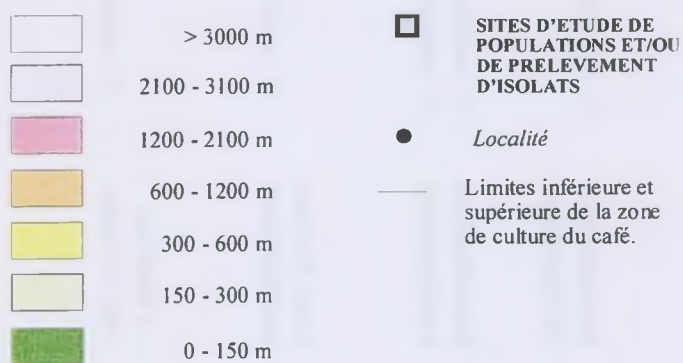 > 3000 m
2100 - 3100 m
1200 - 2100 m
600 - 1200 m
300 - 600 m
150 - 300 m
0 - 150 m
SITES D'ETUDE DE
POPULATIONS ET/OU
DE PRELEVEMENT
D'ISOLATS
Localité
Limites inférieure et
supérieure de la zone
de culture du café.